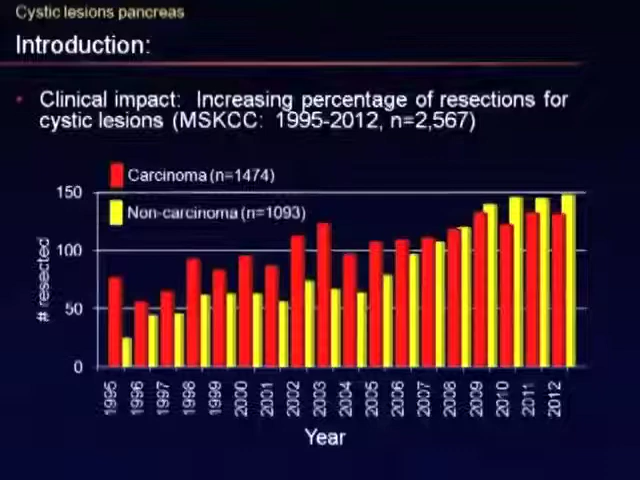 Cystic lesions pancreas
Introduction:
• Clinical impact: Increasing percentage of resections for
cystic lesions (MSKCC: 1995-2012, n=2,567)
Carcinoma (n=1474)
Non-carcinoma (n=1093)
150
100
50
0
# resected
1995 1996 1997 1998 1999 2000 2001 2002 2003 2004 2005 2006 2007 2008 2009 2010 2011 2012
Year